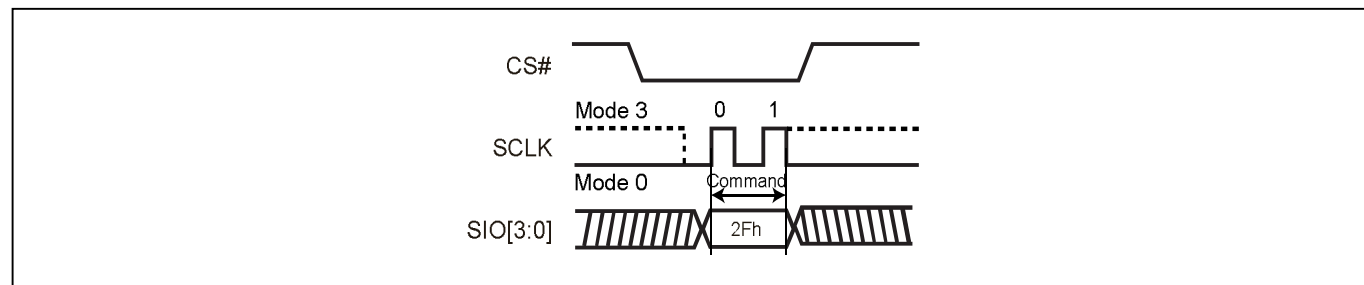 CS#
Mode 3 0 1
SCLK
Mode 0 Command
SIO[3:0] 2Fh